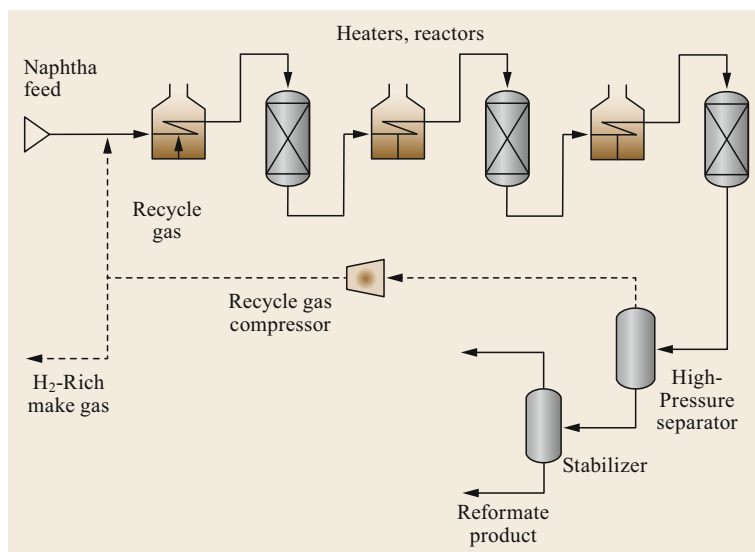 Heaters, reactors
Naphtha
feed
Recycle
gas
Recycle gas
compressor
H₂-Rich
make gas
High-
Pressure
separator
Stabilizer
Reformate
product